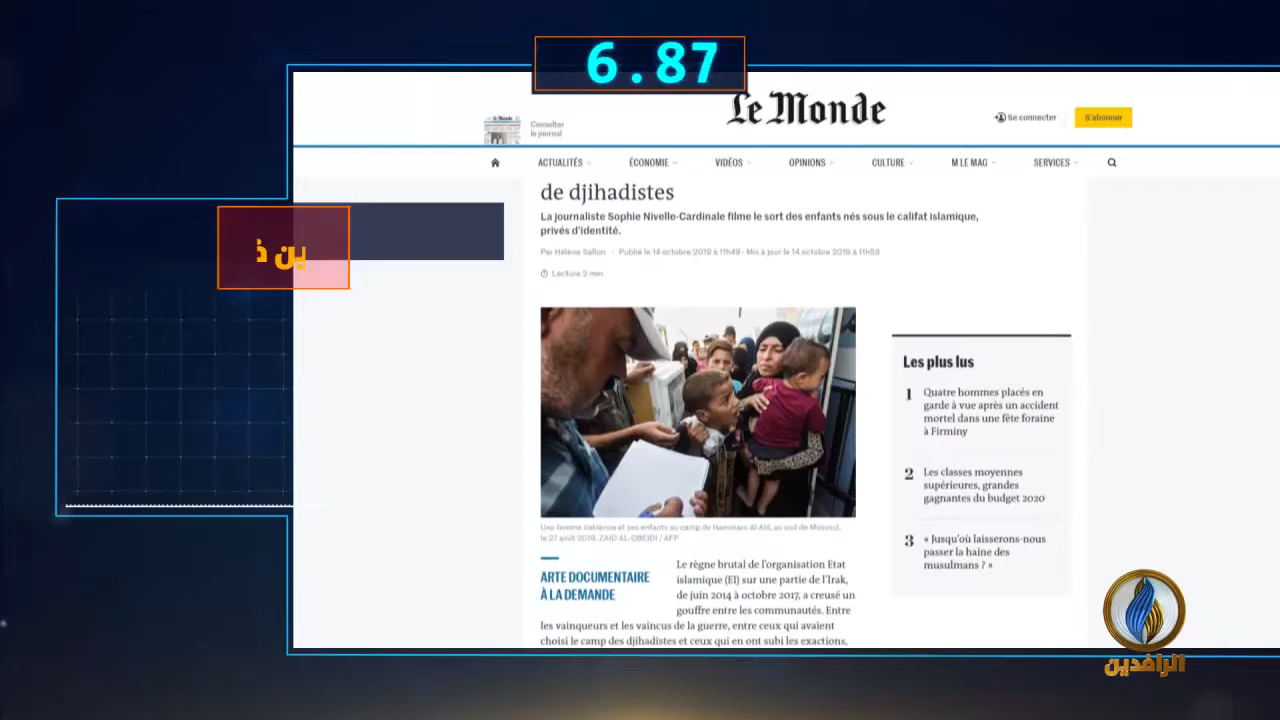 6.87
Le Monde
Consulter
le journal
Se connecter
S'abonner
ACTUALITÉS
ÉCONOMIE
VIDÉOS
OPINIONS
CULTURE
M LE MAG
SERVICES
de djihadistes
La journaliste Sophie Nivelle-Cardinale filme le sort des enfants nés sous le califat islamique,
privés d'identité.
Par Hélène Sallon · Publié le 14 octobre 2019 à 11h49 - Mis à jour le 14 octobre 2019 à 11h53
Lecture 2 min.
Une femme irakienne et ses enfants au camp de Hammam Al-Alil, au sud de Mossoul,
le 27 août 2019. ZAID AL-OBEIDI / AFP
ARTE DOCUMENTAIRE
À LA DEMANDE
Le règne brutal de l'organisation Etat
islamique (EI) sur une partie de l'Irak,
de juin 2014 à octobre 2017, a creusé un
gouffre entre les communautés. Entre
les vainqueurs et les vaincus de la guerre, entre ceux qui avaient
choisi le camp des djihadistes et ceux qui en ont subi les exactions,
Les plus lus
1 Quatre hommes placés en
garde à vue après un accident
mortel dans une fête foraine
à Firminy
2 Les classes moyennes
supérieures, grandes
gagnantes du budget 2020
3 « Jusqu'où laisserons-nous
passer la haine des
musulmans ? »
الرافدين